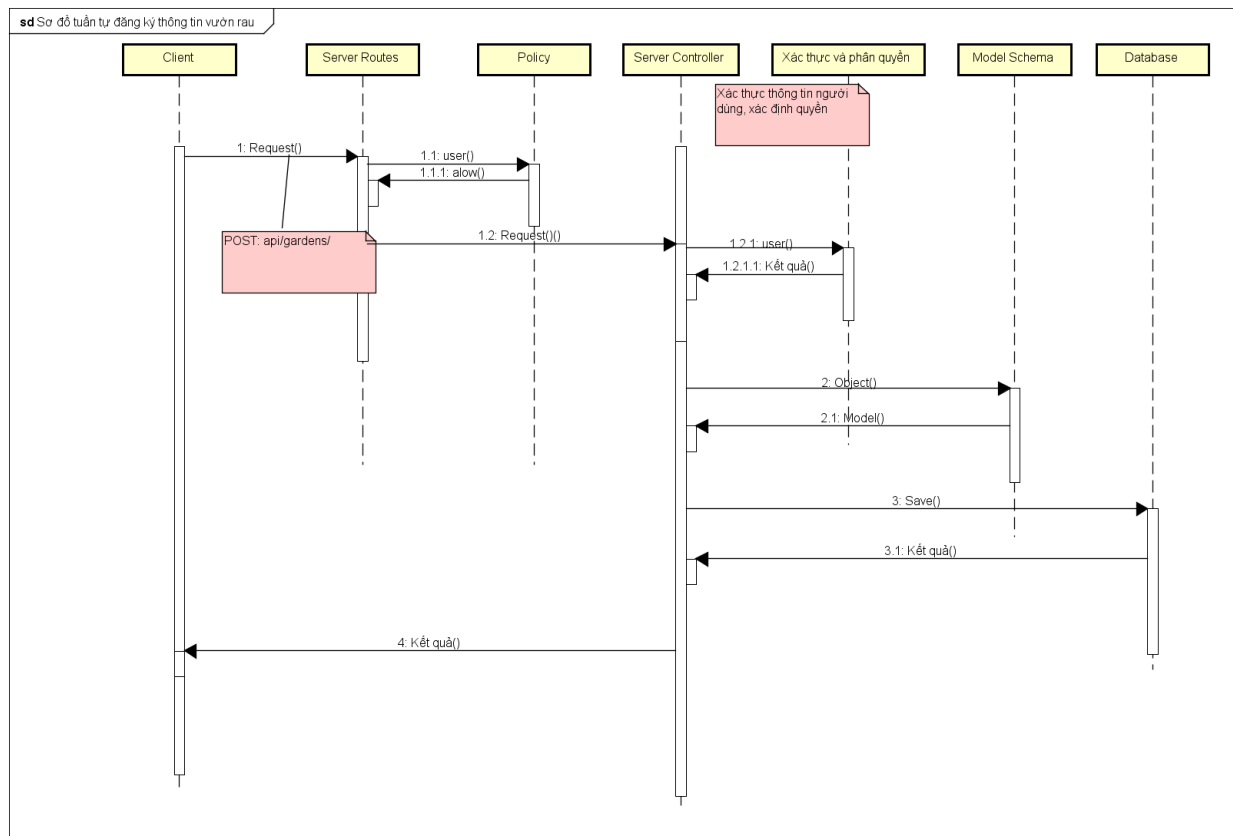 sd Sơ đồ tuần tự đăng ký thông tin vườn rau
Client
Server Routes
Policy
Server Controller
Xác thực và phân quyền
Model Schema
Database
Xác thực thông tin người
dùng, xác định quyền
1: Request()
1.1: user()
1.1.1: alow()
POST: api/gardens/
1.2: Request()()
1.2.1: user()
1.2.1.1: Kết quả()
2: Object()
2.1: Model()
3: Save()
3.1: Kết quả()
4: Kết quả()